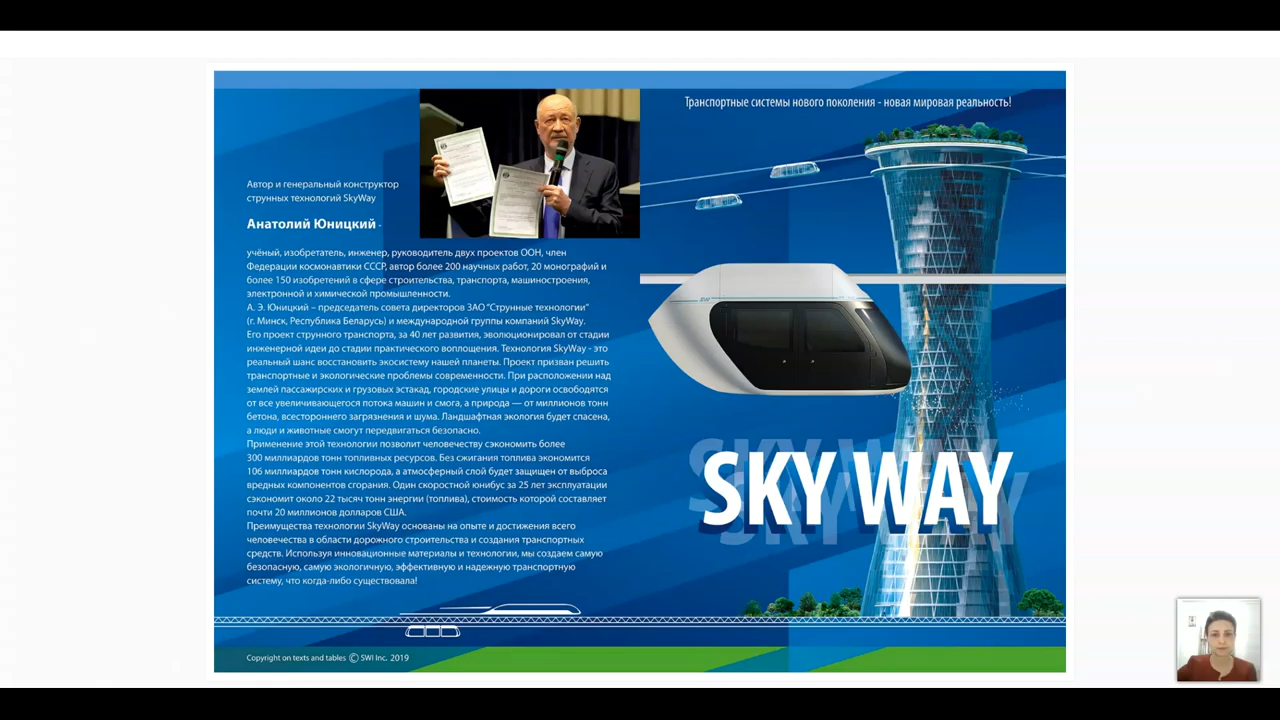 Автор и генеральный конструктор
струнных технологий SkyWay
Анатолий Юницкий -
учёный, изобретатель, инженер, руководитель двух проектов ООН, член
Федерации космонавтики СССР, автор более 200 научных работ, 20 монографий и
более 150 изобретений в сфере строительства, транспорта, машиностроения,
электронной и химической промышленности.
А. Э. Юницкий – председатель совета директоров ЗАО "Струнные технологии"
(г. Минск, Республика Беларусь) и международной группы компаний SkyWay.
Его проект струнного транспорта, за 40 лет развития, эволюционировал от стадии
инженерной идеи до стадии практического воплощения. Технология SkyWay - это
реальный шанс восстановить экосистему нашей планеты. Проект призван решить
транспортные и экологические проблемы современности. При расположении над
землей пассажирских и грузовых эстакад, городские улицы и дороги освободятся
от все увеличивающегося потока машин и смога, а природа — от миллионов тонн
бетона, всестороннего загрязнения и шума. Ландшафтная экология будет спасена,
а люди и животные смогут передвигаться безопасно.
Применение этой технологии позволит человечеству сэкономить более
300 миллиардов тонн топливных ресурсов. Без сжигания топлива экономится
106 миллиардов тонн кислорода, а атмосферный слой будет защищен от выброса
вредных компонентов сгорания. Один скоростной юнибус за 25 лет эксплуатации
сэкономит около 22 тысяч тонн энергии (топлива), стоимость которой составляет
почти 20 миллионов долларов США.
Преимущества технологии SkyWay основаны на опыте и достижения всего
человечества в области дорожного строительства и создания транспортных
средств. Используя инновационные материалы и технологии, мы создаем самую
безопасную, самую экологичную, эффективную и надежную транспортную
систему, что когда-либо существовала!
Copyright on texts and tables © SWI Inc. 2019
Транспортные системы нового поколения - новая мировая реальность!
SKY WAY